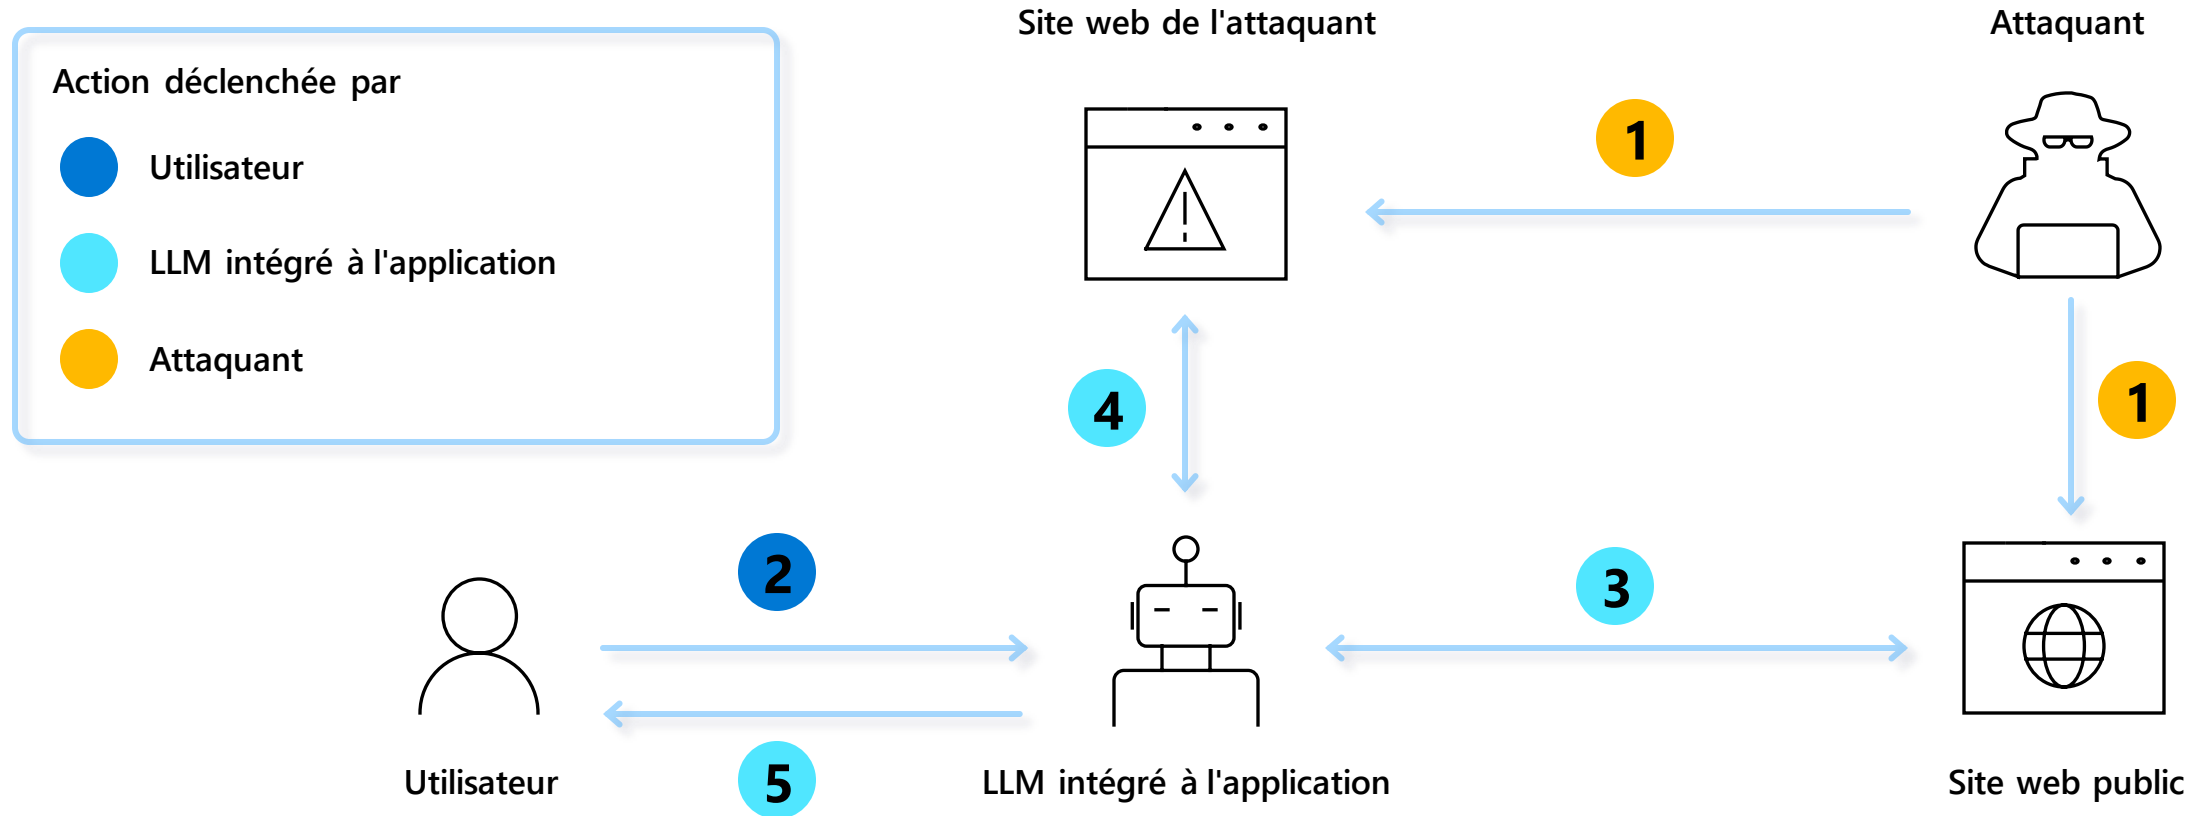 Site web de l'attaquant
Attaquant
Action déclenchée par
Utilisateur
LLM intégré à l'application
Attaquant
1
1
4
2
3
5
Utilisateur
LLM intégré à l'application
Site web public